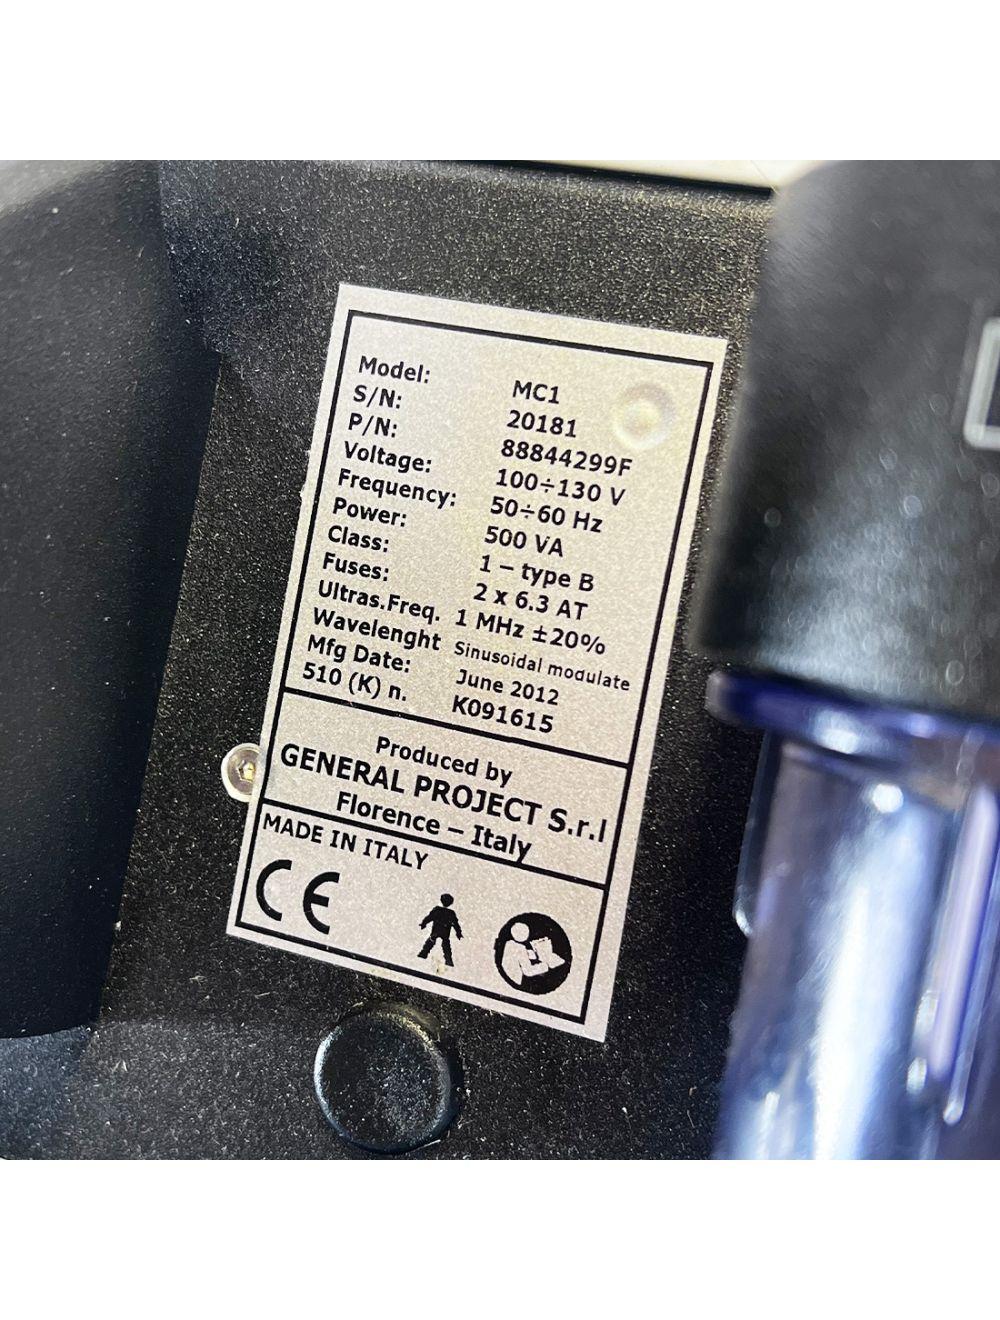 Model: MC1
S/N: 20181
P/N: 88844299F
Voltage: 100÷130 V
Frequency: 50÷60 Hz
Power: 500 VA
Class: 1 – type B
Fuses: 2 x 6.3 AT
Ultras.Freq. 1 MHz ±20%
Wavelenght Sinusoidal modulate
Mfg Date: June 2012
510 (K) n. K091615
Produced by
GENERAL PROJECT S.r.l
Florence – Italy
MADE IN ITALY
CE